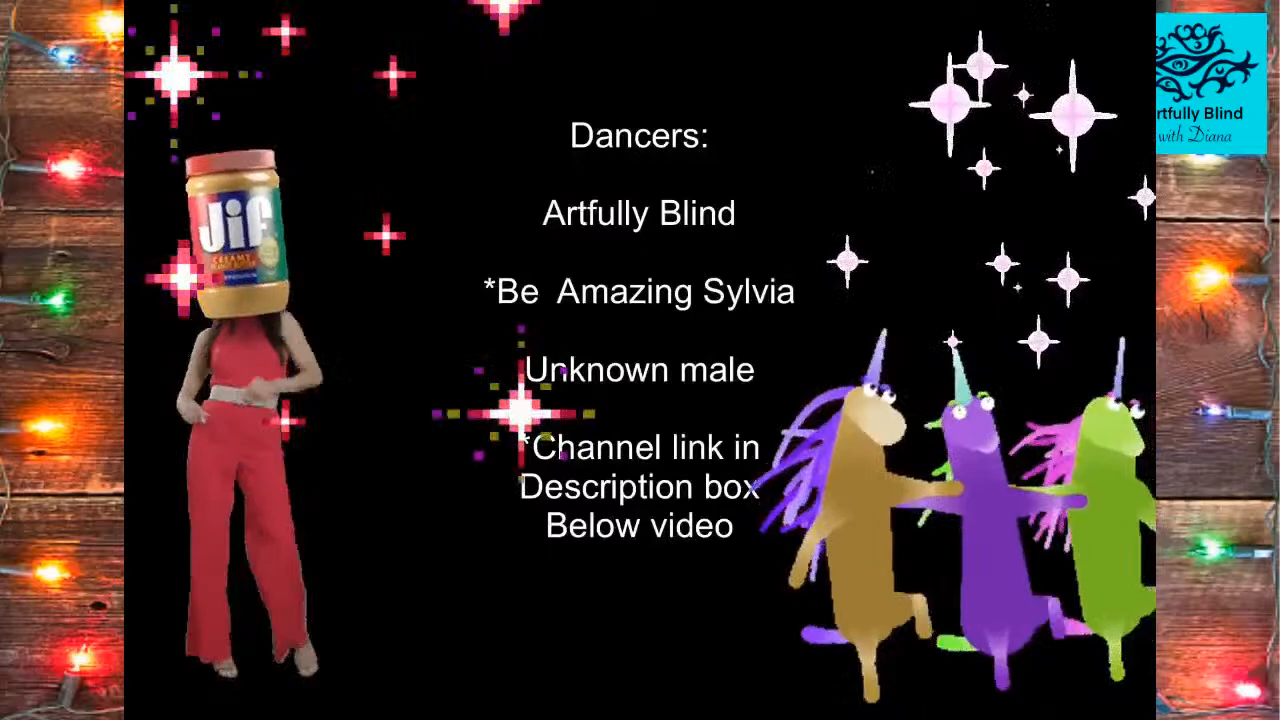 Dancers:
Artfully Blind
*Be Amazing Sylvia
Unknown male
*Channel link in
Description box
Below video
Jif
CREAMY
rtfully Blind
with Diana